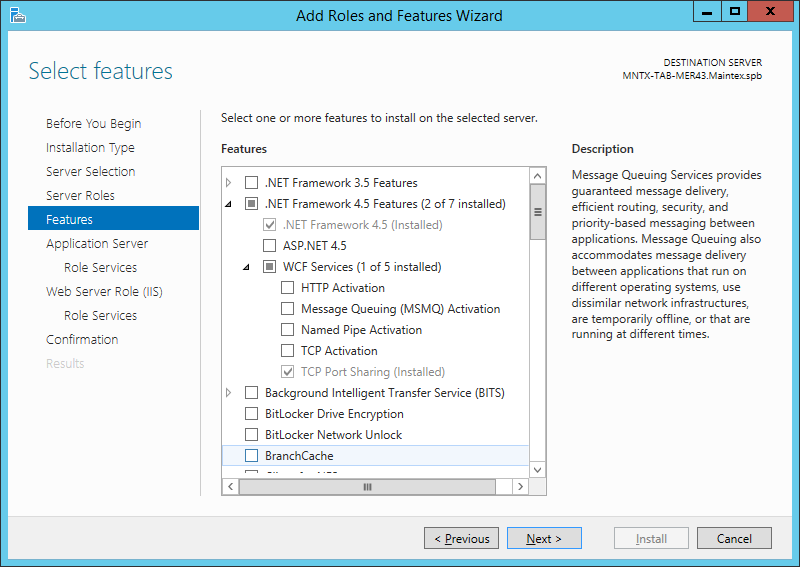 Add Roles and Features Wizard
Select features
DESTINATION SERVER
MNTX-TAB-MER43.Maintex.spb
Before You Begin
Installation Type
Server Selection
Server Roles
Features
Application Server
Role Services
Web Server Role (IIS)
Role Services
Confirmation
Results
Select one or more features to install on the selected server.
Features
.NET Framework 3.5 Features
.NET Framework 4.5 Features (2 of 7 installed)
.NET Framework 4.5 (Installed)
ASP.NET 4.5
WCF Services (1 of 5 installed)
HTTP Activation
Message Queuing (MSMQ) Activation
Named Pipe Activation
TCP Activation
TCP Port Sharing (Installed)
Background Intelligent Transfer Service (BITS)
BitLocker Drive Encryption
BitLocker Network Unlock
BranchCache
Description
Message Queuing Services provides
guaranteed message delivery,
efficient routing, security, and
priority-based messaging between
applications. Message Queuing also
accommodates message delivery
between applications that run on
different operating systems, use
dissimilar network infrastructures,
are temporarily offline, or that are
running at different times.
< Previous
Next >
Install
Cancel